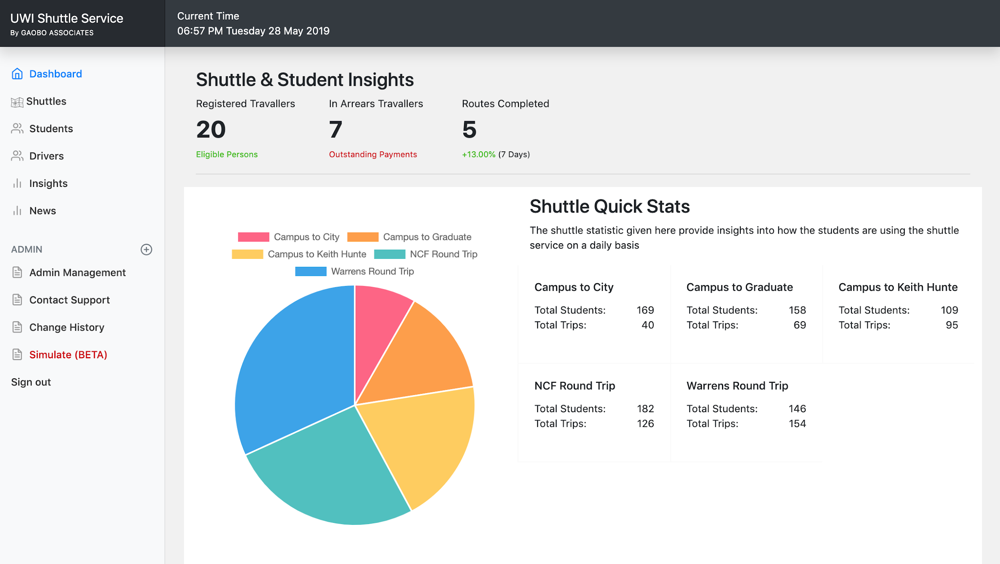 UWI Shuttle Service
By GAOBO ASSOCIATES
Current Time
06:57 PM Tuesday 28 May 2019
Dashboard
Shuttles
Students
Drivers
Insights
News
ADMIN
Admin Management
Contact Support
Change History
Simulate (BETA)
Sign out
Shuttle & Student Insights
Registered Travallers
20
Eligible Persons
In Arrears Travallers
7
Outstanding Payments
Routes Completed
5
+13.00% (7 Days)
Campus to City
Campus to Graduate
Campus to Keith Hunte
NCF Round Trip
Warrens Round Trip
Shuttle Quick Stats
The shuttle statistic given here provide insights into how the students are using the shuttle
service on a daily basis
Campus to City
Total Students: 169
Total Trips: 40
Campus to Graduate
Total Students: 158
Total Trips: 69
Campus to Keith Hunte
Total Students: 109
Total Trips: 95
NCF Round Trip
Total Students: 182
Total Trips: 126
Warrens Round Trip
Total Students: 146
Total Trips: 154